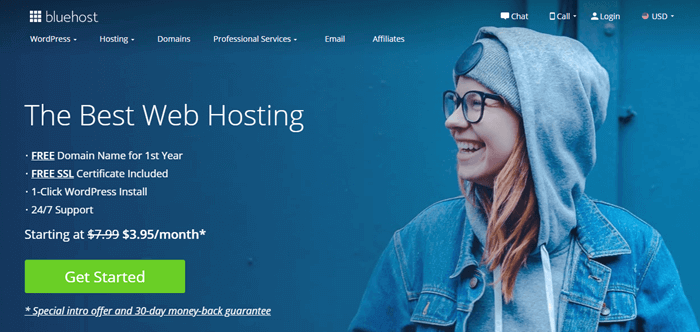 bluehost
Chat Call Login USD
WordPress Hosting Domains Professional Services Email Affiliates
The Best Web Hosting
· FREE Domain Name for 1st Year
· FREE SSL Certificate Included
· 1-Click WordPress Install
· 24/7 Support
Starting at $7.99 $3.95/month*
Get Started
* Special intro offer and 30-day money-back guarantee